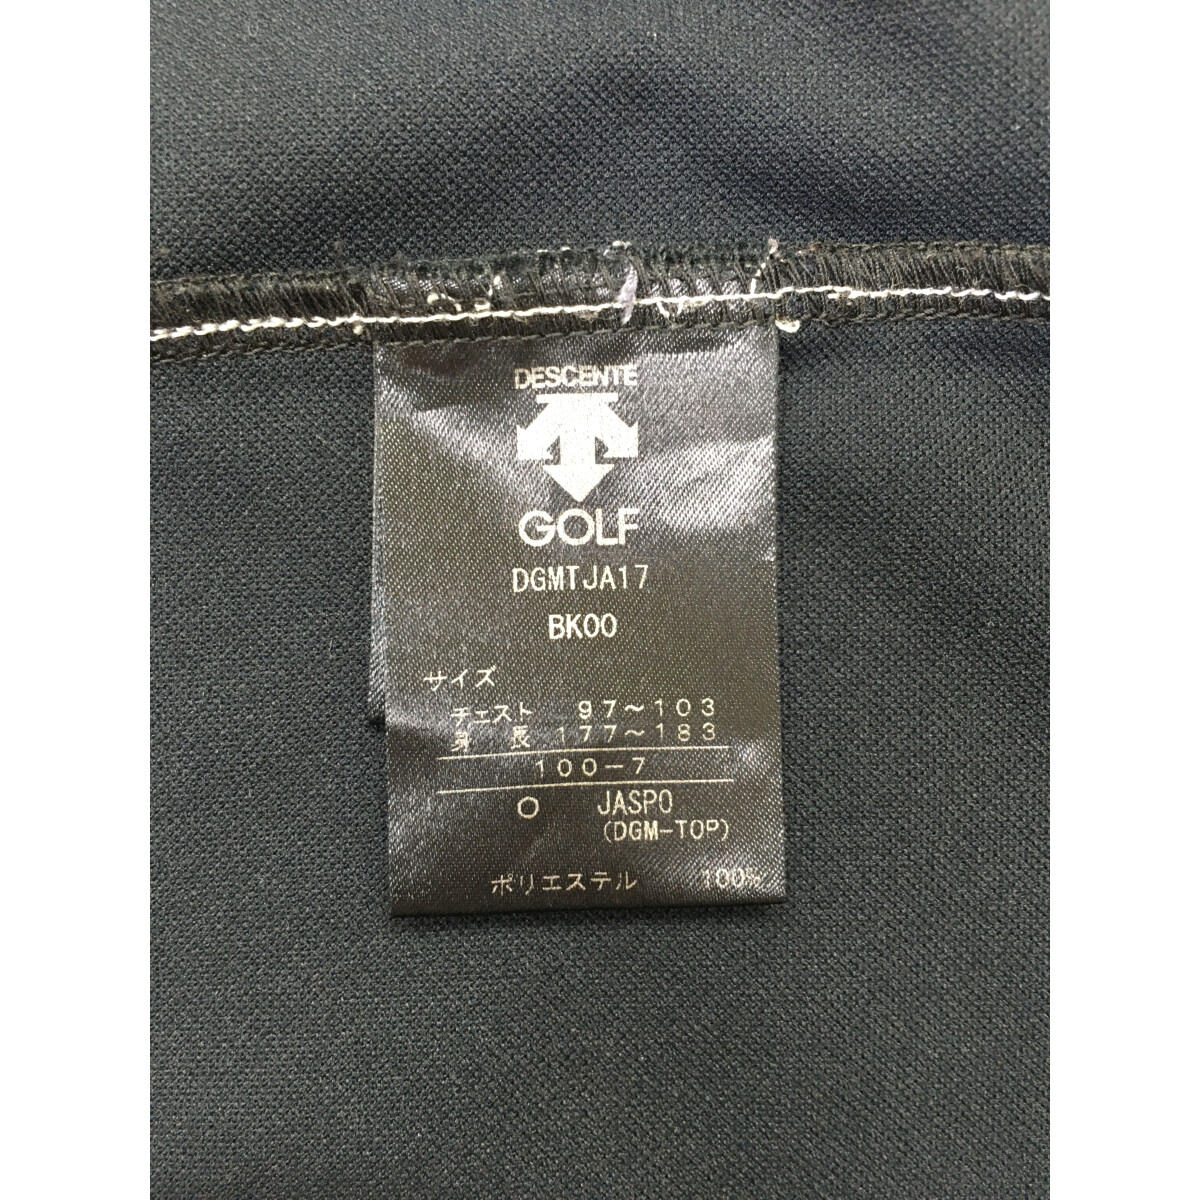 DESCENTE
GOLF
DGMTJA17
BK00
サイズ
チェスト 97～103
身長 177～183
100-7
O JASPO
(DGM-TOP)
ポリエステル 100%